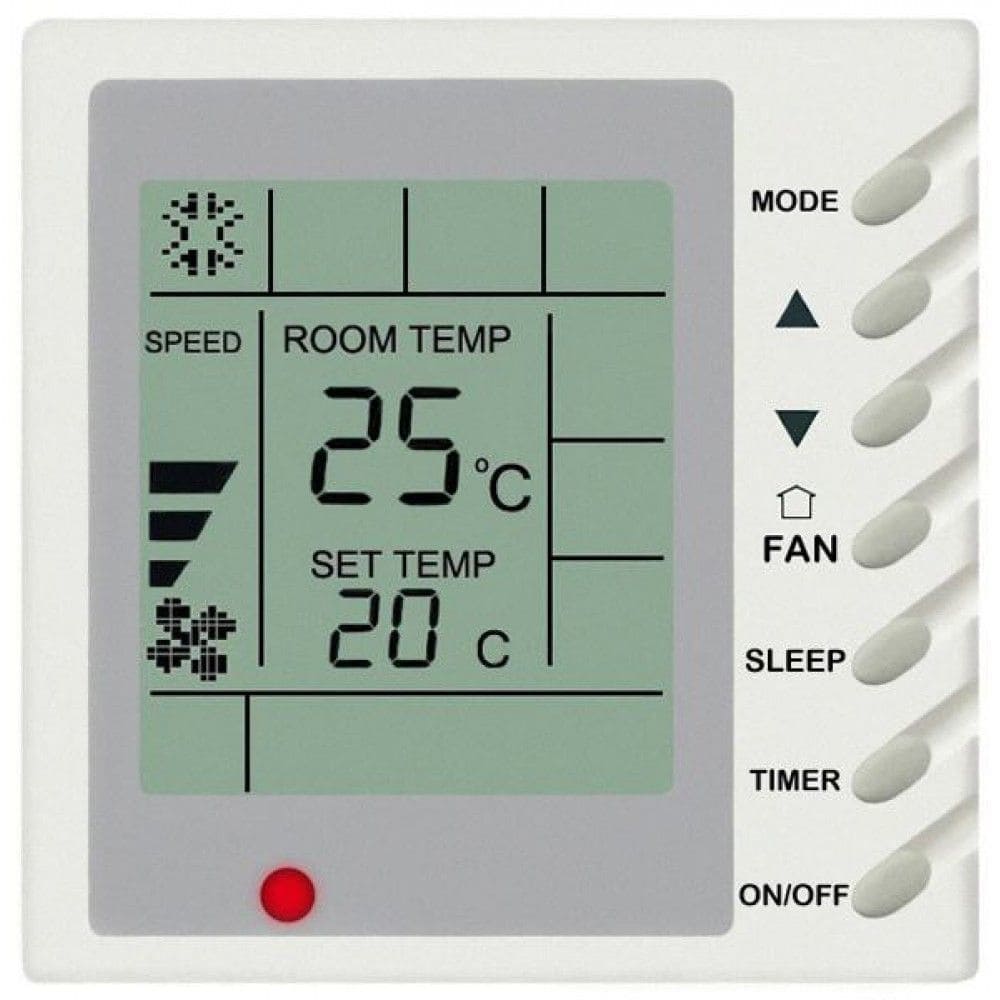 SPEED
ROOM TEMP
25 °C
SET TEMP
20 C
MODE
▲
▼
FAN
SLEEP
TIMER
ON/OFF